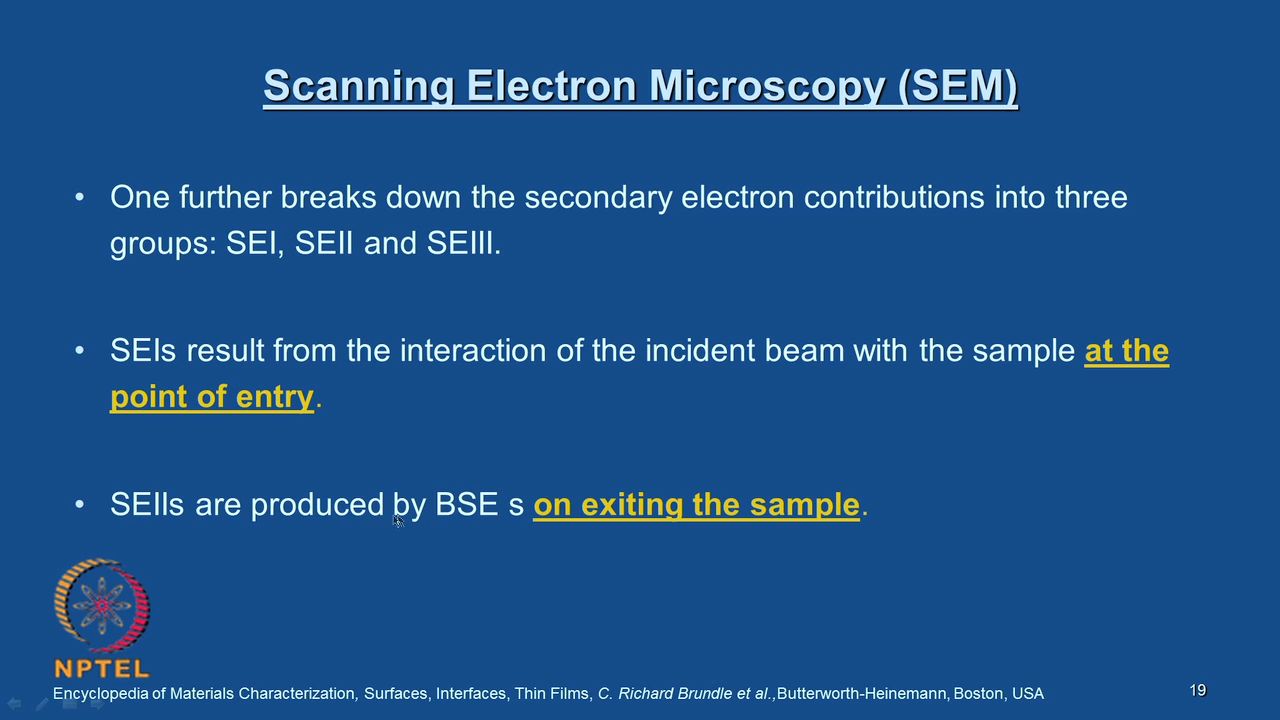 Scanning Electron Microscopy (SEM)
• One further breaks down the secondary electron contributions into three
groups: SEI, SEII and SEIII.
• SEIs result from the interaction of the incident beam with the sample at the
point of entry.
• SEIIs are produced by BSE s on exiting the sample.
NPTEL
Encyclopedia of Materials Characterization, Surfaces, Interfaces, Thin Films, C. Richard Brundle et al.,Butterworth-Heinemann, Boston, USA
19